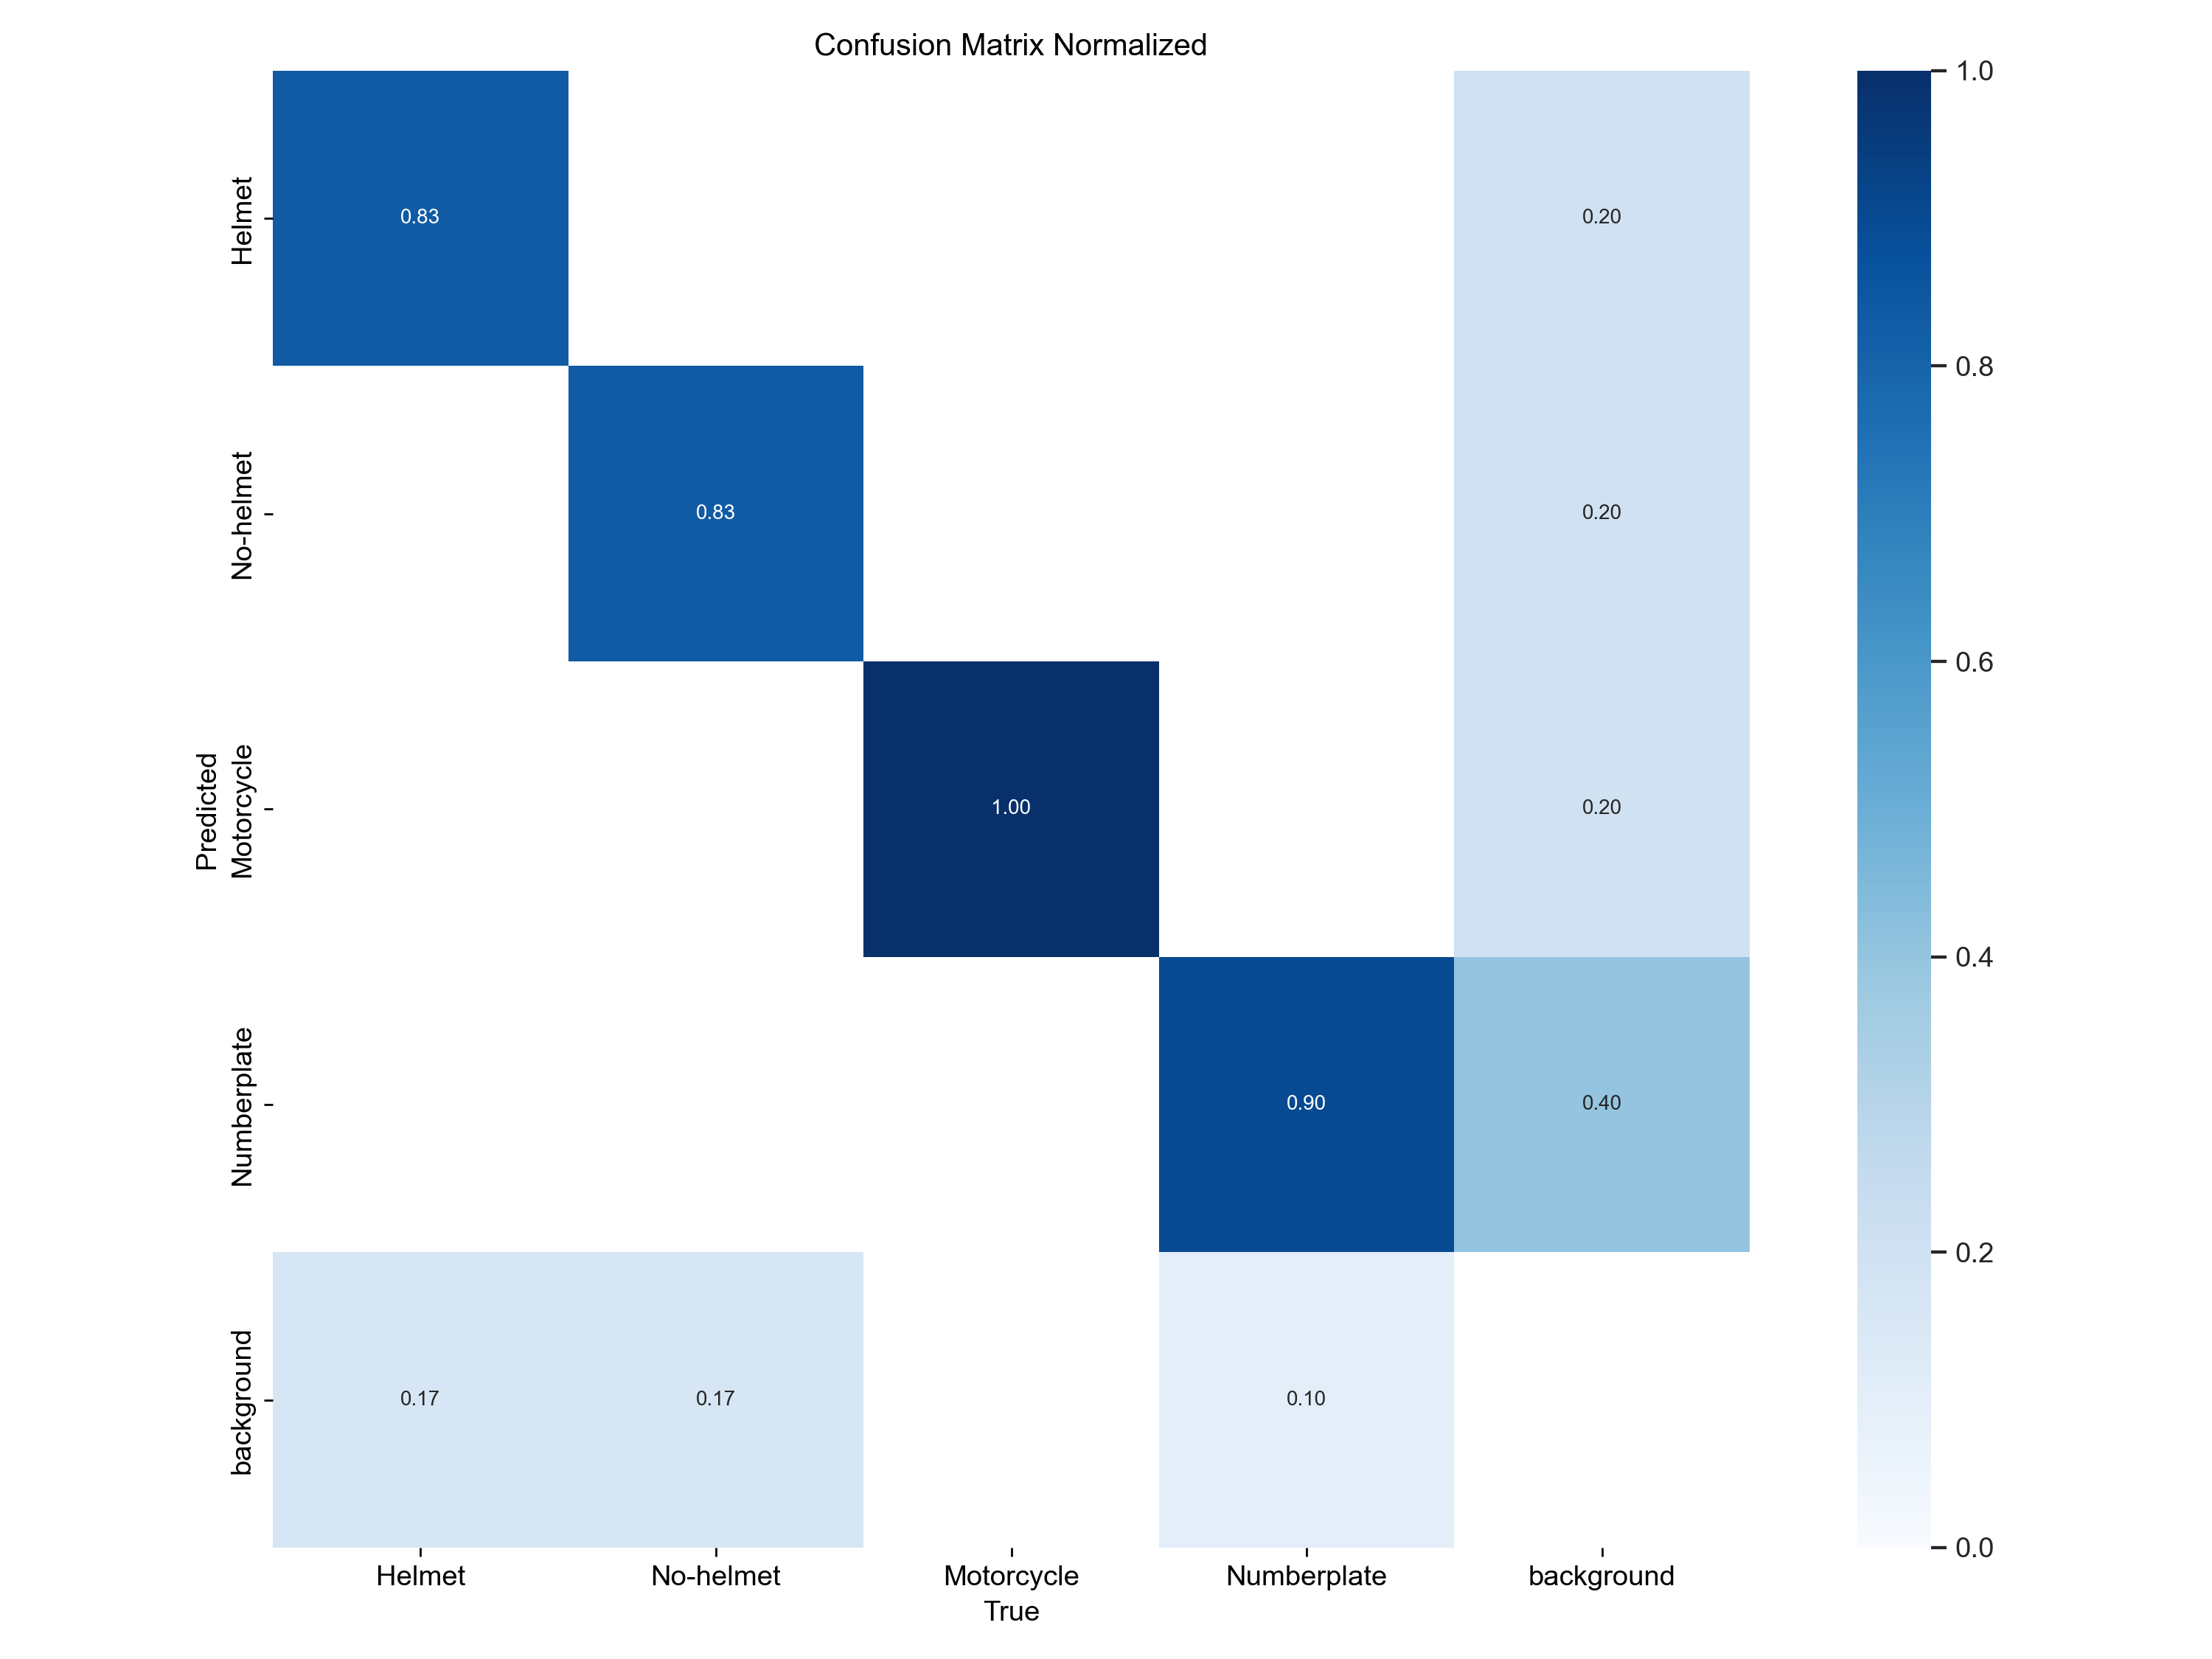 Confusion Matrix Normalized
Helmet
No-helmet
Motorcycle
Numberplate
background
Predicted
0.83
0.20
0.83
0.20
1.00
0.20
0.90
0.40
0.17
0.17
0.10
Helmet
No-helmet
Motorcycle
Numberplate
background
True
1.0
0.8
0.6
0.4
0.2
0.0